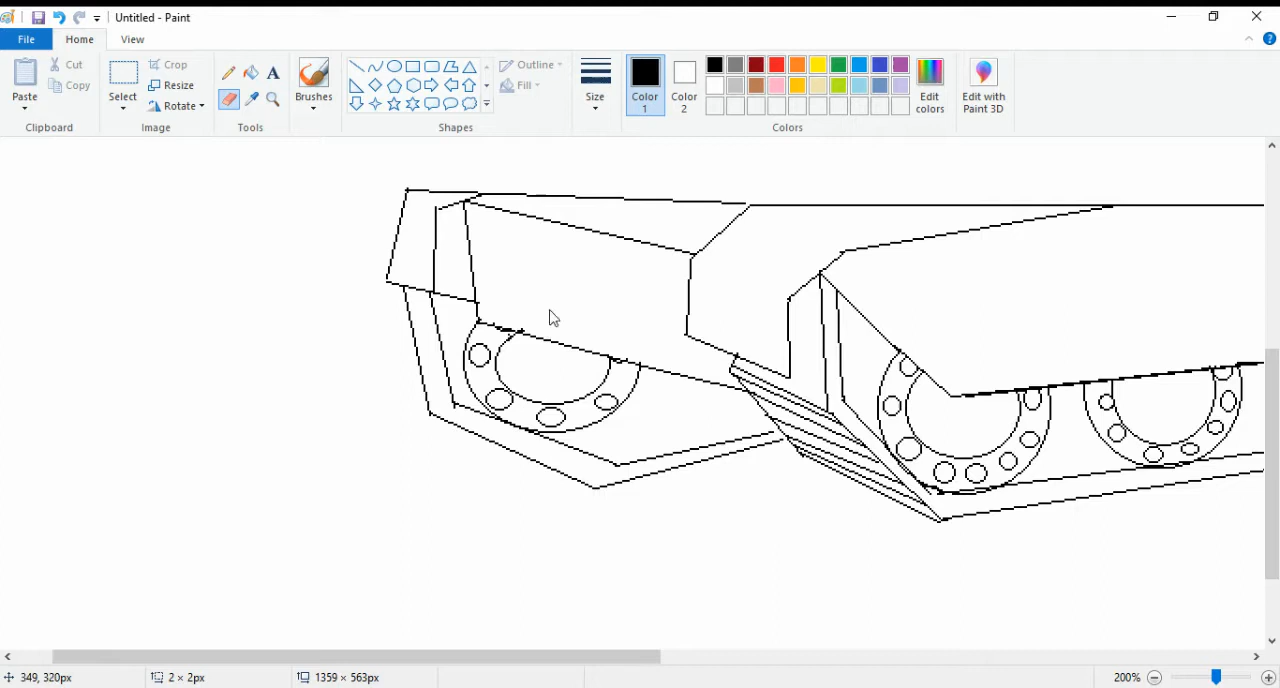 Untitled - Paint
File Home View
Paste Cut Copy Select Crop Resize Rotate A Brushes Outline Fill Size Color 1 Color 2 Edit colors Edit with Paint 3D
Clipboard Image Tools Shapes Colors
349, 320px 2 × 2px 1359 × 563px 200%